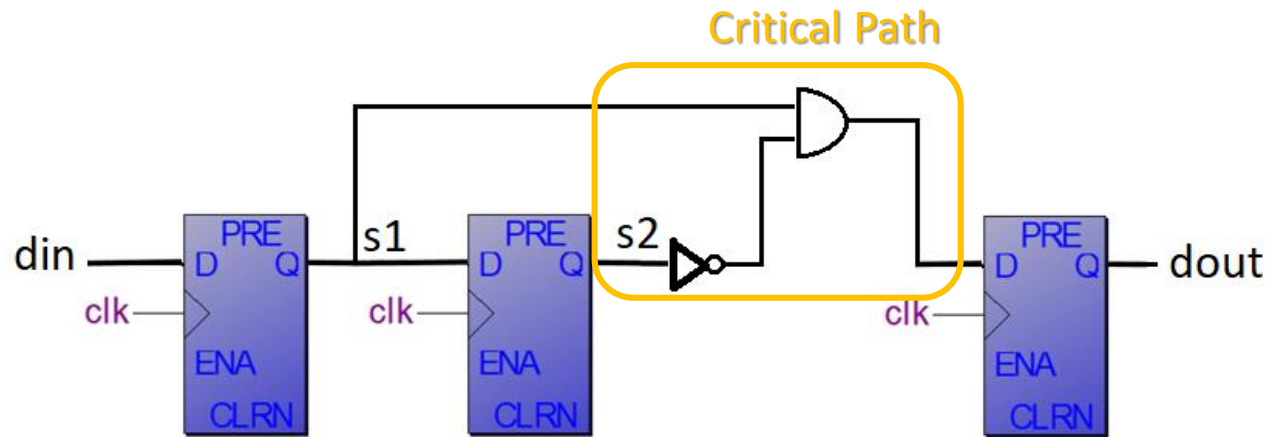 Critical Path
din
D
PRE
Q
clk
ENA
CLRN
s1
D
PRE
Q
clk
ENA
CLRN
s2
D
PRE
Q
clk
ENA
CLRN
dout